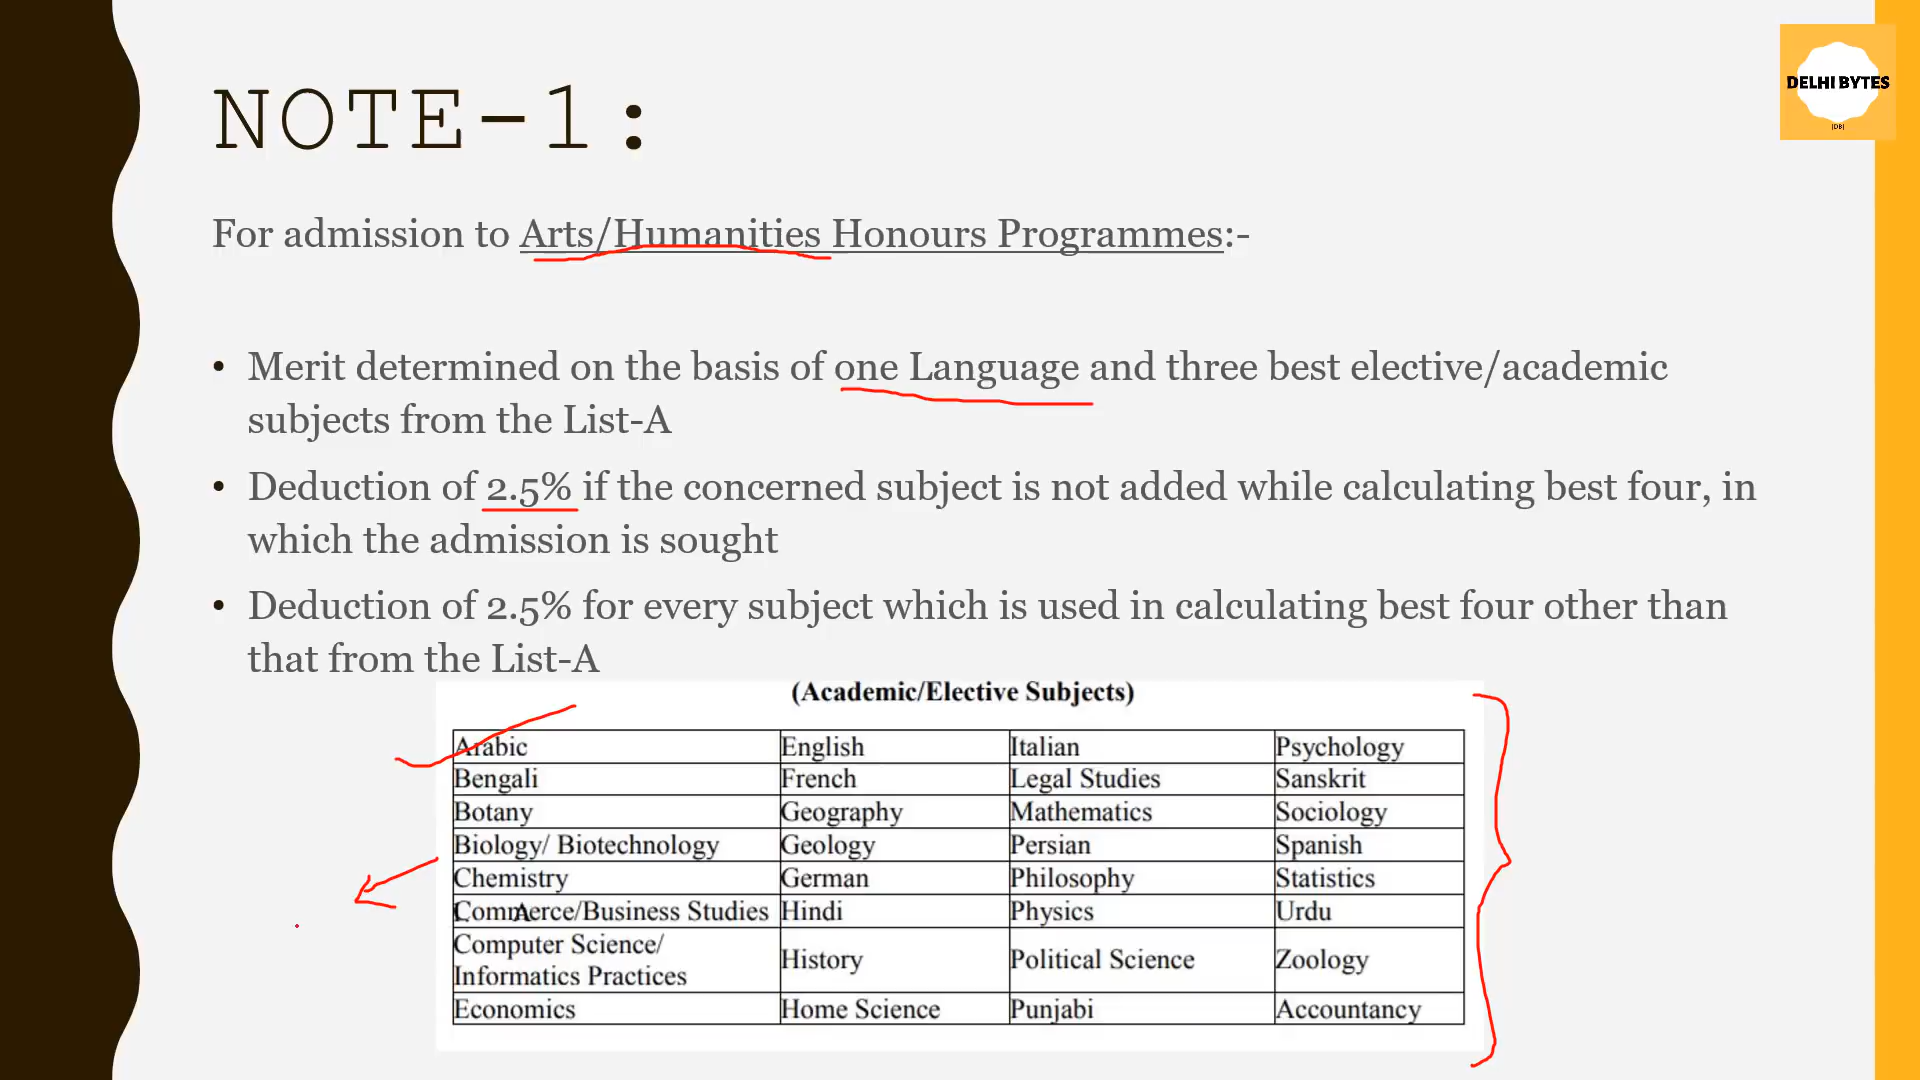 NOTE-1:
DELHI BYTES
(DB)
For admission to Arts/Humanities Honours Programmes:-
• Merit determined on the basis of one Language and three best elective/academic
subjects from the List-A
• Deduction of 2.5% if the concerned subject is not added while calculating best four, in
which the admission is sought
• Deduction of 2.5% for every subject which is used in calculating best four other than
that from the List-A
(Academic/Elective Subjects)
Arabic English Italian Psychology
Bengali French Legal Studies Sanskrit
Botany Geography Mathematics Sociology
Biology/ Biotechnology Geology Persian Spanish
Chemistry German Philosophy Statistics
Commerce/Business Studies Hindi Physics Urdu
Computer Science/
Informatics Practices History Political Science Zoology
Economics Home Science Punjabi Accountancy